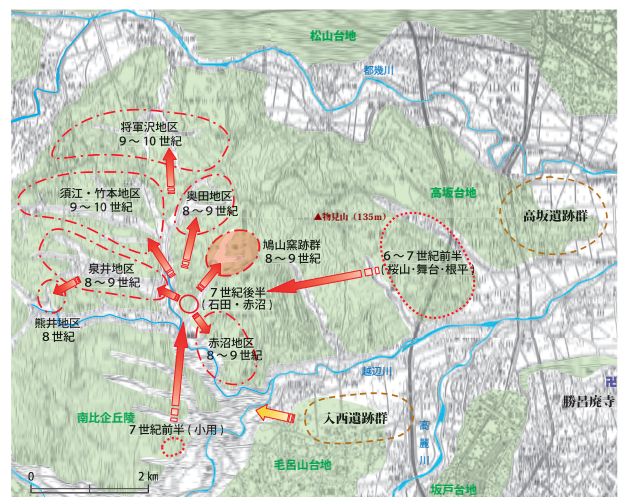 松山台地
都幾川
将軍沢地区
9～10世紀
須江・竹本地区
9～10世紀
奥田地区
8～9世紀
高坂台地
▲物見山（135m）
高坂遺跡群
鳩山窯跡群
8～9世紀
6～7世紀前半
(桜山・舞台・根平)
泉井地区
8～9世紀
7世紀後半
(石田・赤沼)
熊井地区
8世紀
赤沼地区
8～9世紀
越辺川
卍
勝呂廃寺
南比企丘陵
7世紀前半(小用)
入西遺跡群
高麗川
毛呂山台地
坂戸台地
0 2km